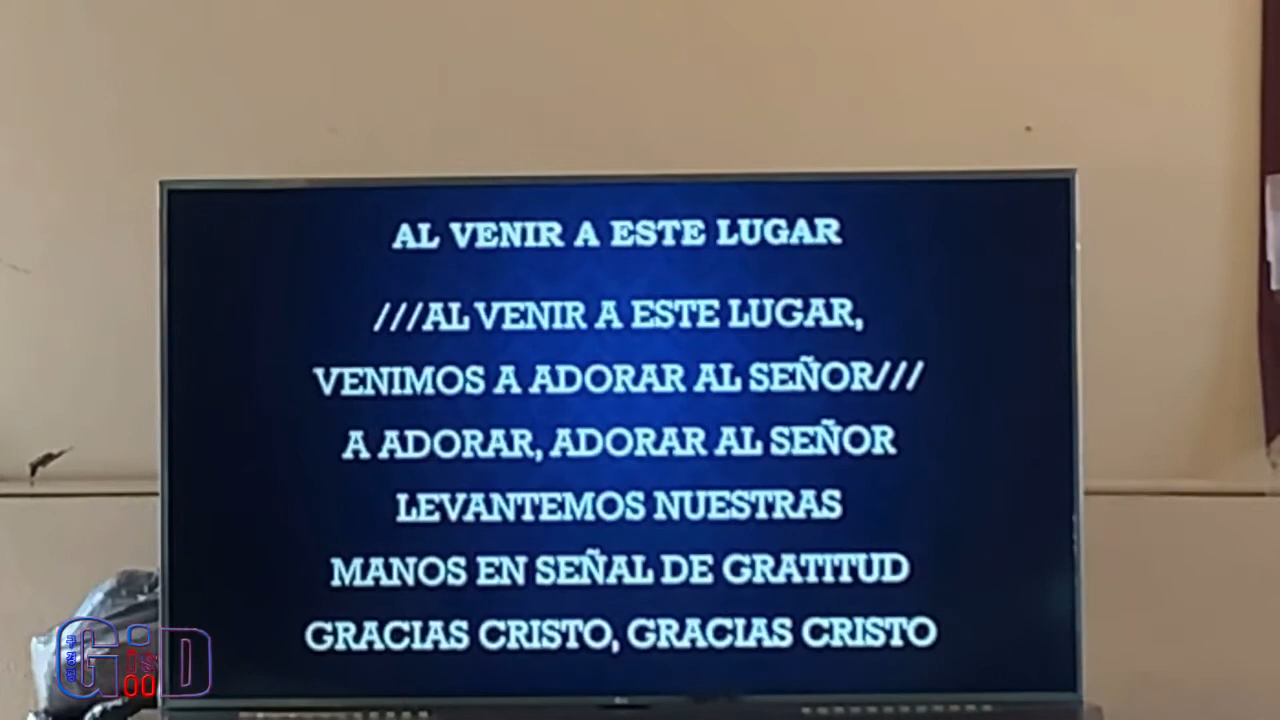 AL VENIR A ESTE LUGAR
///AL VENIR A ESTE LUGAR,
VENIMOS A ADORAR AL SEÑOR///
A ADORAR, ADORAR AL SEÑOR
LEVANTEMOS NUESTRAS
MANOS EN SEÑAL DE GRATITUD
GRACIAS CRISTO, GRACIAS CRISTO